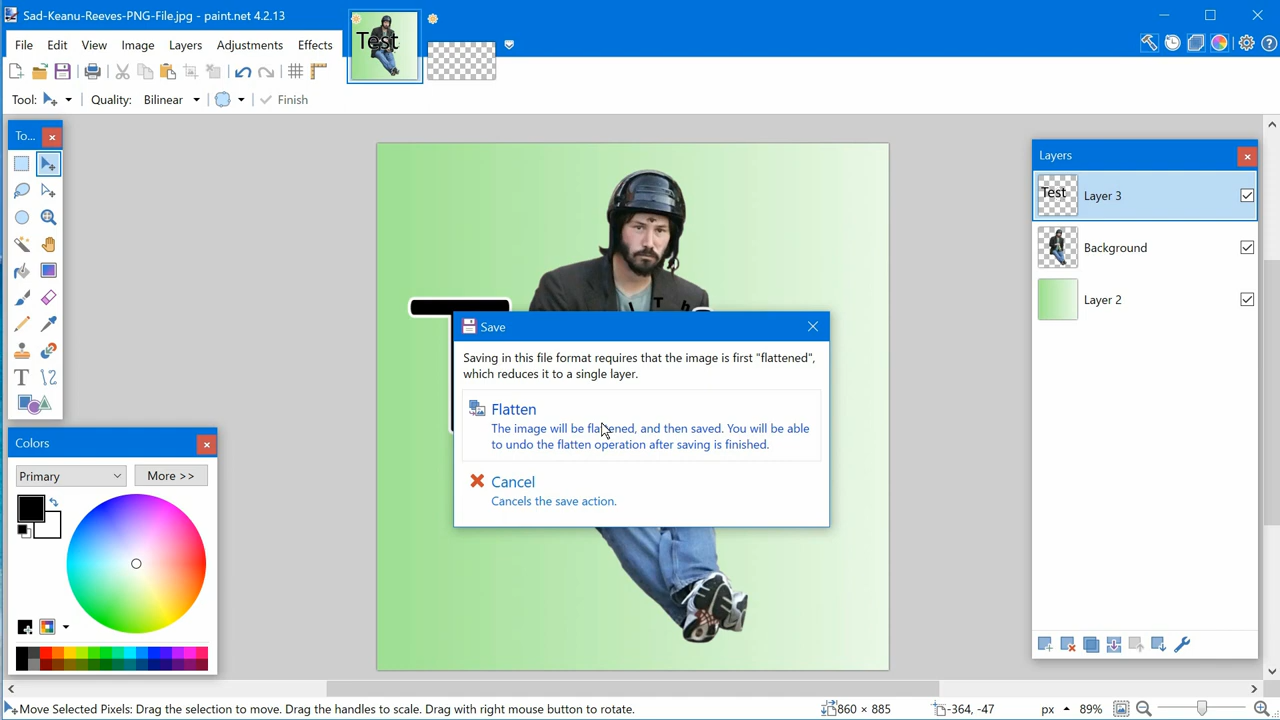 Sad-Keanu-Reeves-PNG-File.jpg - paint.net 4.2.13
File Edit View Image Layers Adjustments Effects
Test
Tool: Quality: Bilinear Finish
To...
Layers
Test Layer 3
Background
Layer 2
T
T h
Save
Saving in this file format requires that the image is first "flattened",
which reduces it to a single layer.
Flatten
The image will be flattened, and then saved. You will be able
to undo the flatten operation after saving is finished.
Cancel
Cancels the save action.
Colors
Primary More >>
Move Selected Pixels: Drag the selection to move. Drag the handles to scale. Drag with right mouse button to rotate. 860 × 885 -364, -47 px 89%